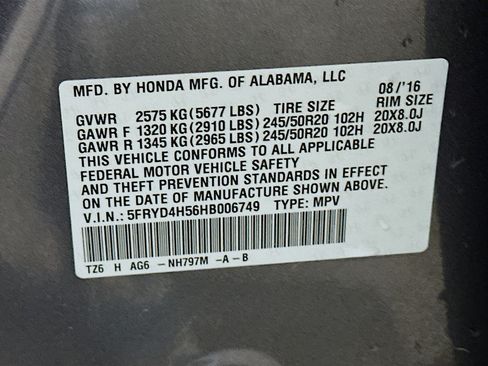 MFD. BY HONDA MFG. OF ALABAMA, LLC 08/'16
GVWR 2575 KG (5677 LBS) TIRE SIZE RIM SIZE
GAWR F 1320 KG (2910 LBS) 245/50R20 102H 20X8.0J
GAWR R 1345 KG (2965 LBS) 245/50R20 102H 20X8.0J
THIS VEHICLE CONFORMS TO ALL APPLICABLE
FEDERAL MOTOR VEHICLE SAFETY
AND THEFT PREVENTION STANDARDS IN EFFECT
ON THE DATE OF MANUFACTURE SHOWN ABOVE.
V.I.N.: 5FRYD4H56HB006749 TYPE: MPV
TZ6 H AG6 - NH797M -A-B